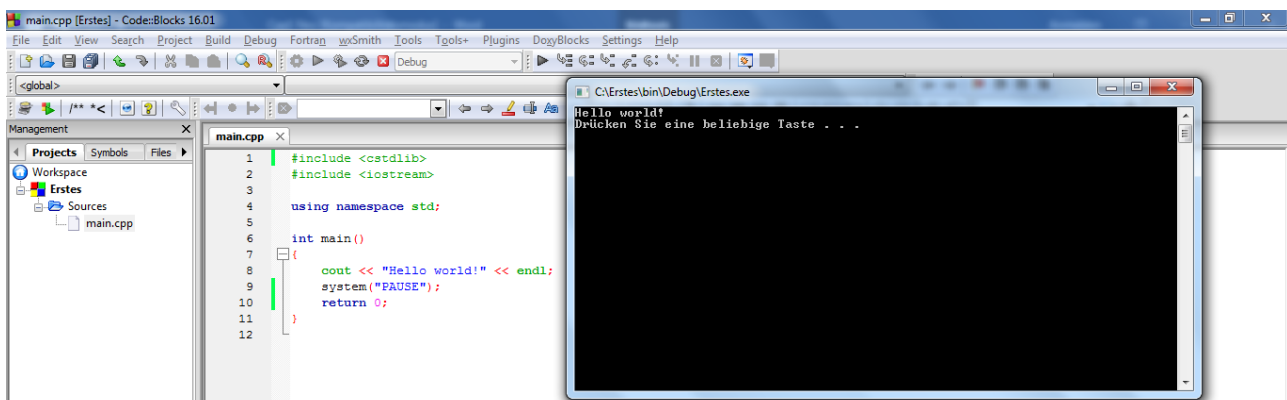 main.cpp [Erstes] - Code::Blocks 16.01
File Edit View Search Project Build Debug Fortran wxSmith Tools Tools+ Plugins DoxyBlocks Settings Help
Debug
<global>
/** *<
Management
Projects Symbols Files
Workspace
Erstes
Sources
main.cpp
main.cpp
1 #include <cstdlib>
2 #include <iostream>
3
4 using namespace std;
5
6 int main()
7 {
8 cout << "Hello world!" << endl;
9 system("PAUSE");
10 return 0;
11 }
12
C:\Erstes\bin\Debug\Erstes.exe
Hello world!
Drücken Sie eine beliebige Taste . . .